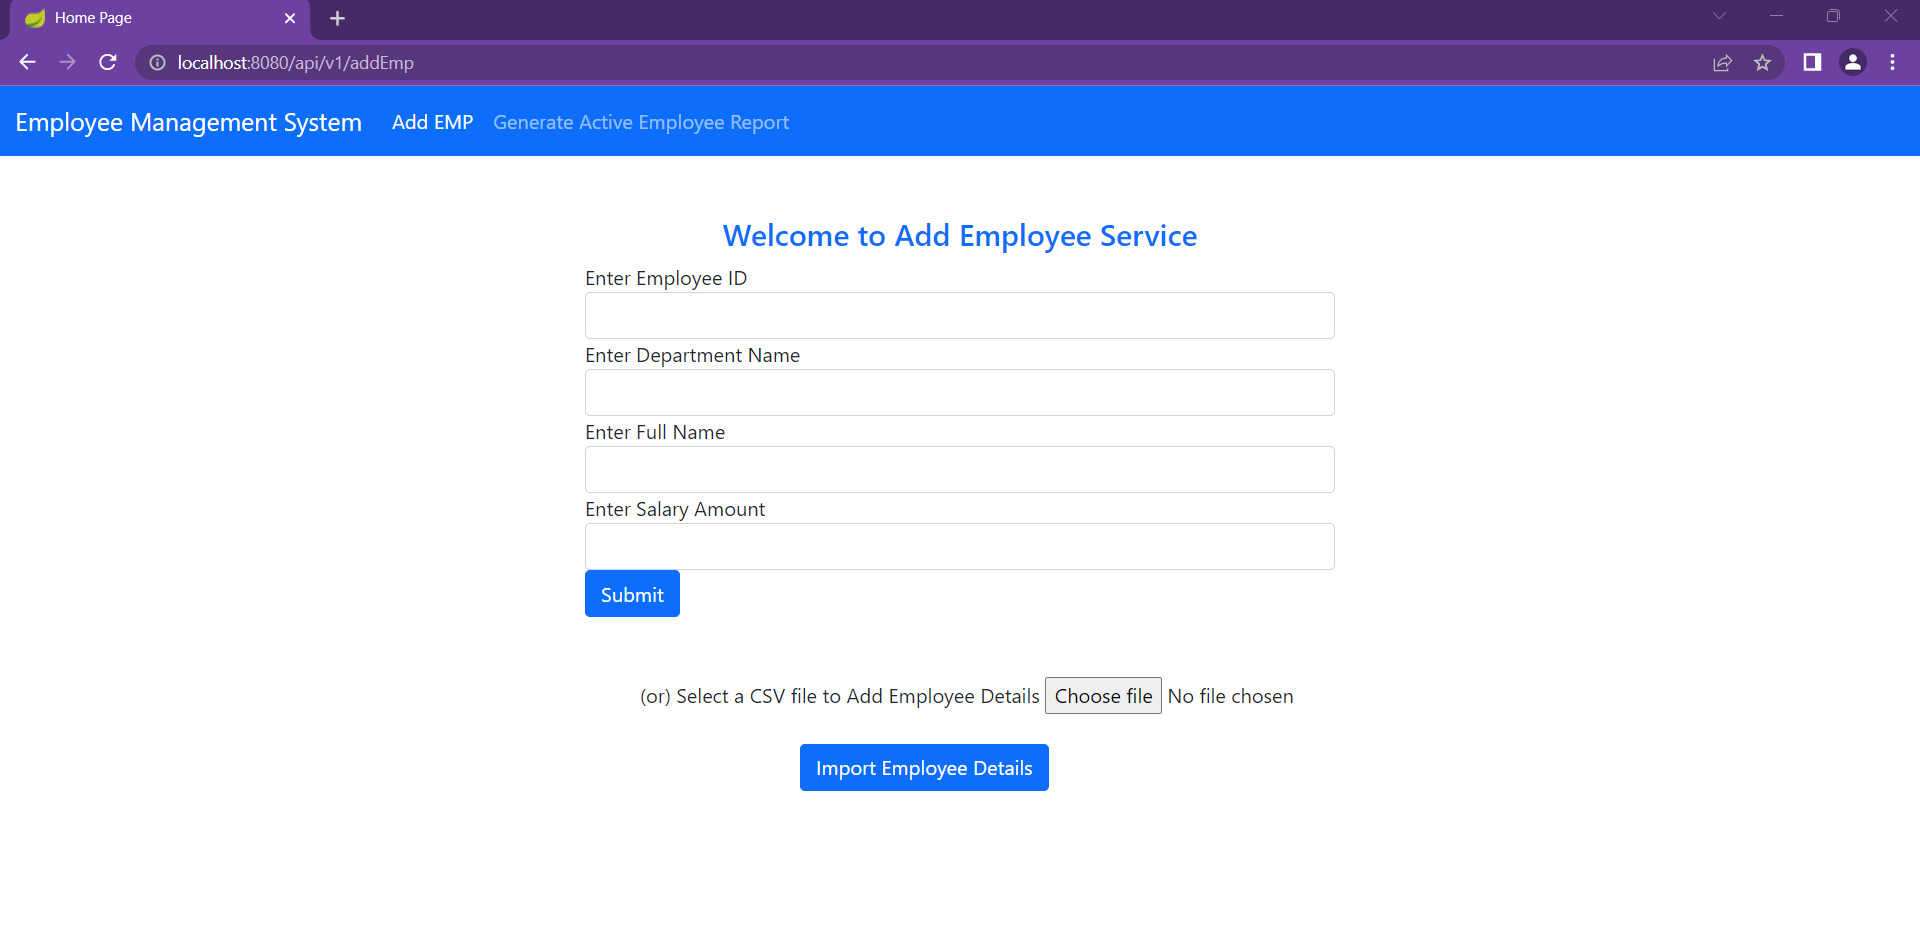 Home Page
localhost:8080/api/v1/addEmp
Employee Management System Add EMP Generate Active Employee Report
Welcome to Add Employee Service
Enter Employee ID
Enter Department Name
Enter Full Name
Enter Salary Amount
Submit
(or) Select a CSV file to Add Employee Details Choose file No file chosen
Import Employee Details